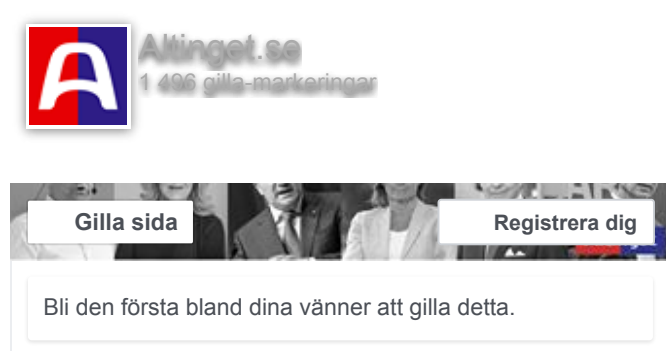 Altinget.se
1 496 gilla-markeringar
Gilla sida
Registrera dig
Bli den första bland dina vänner att gilla detta.